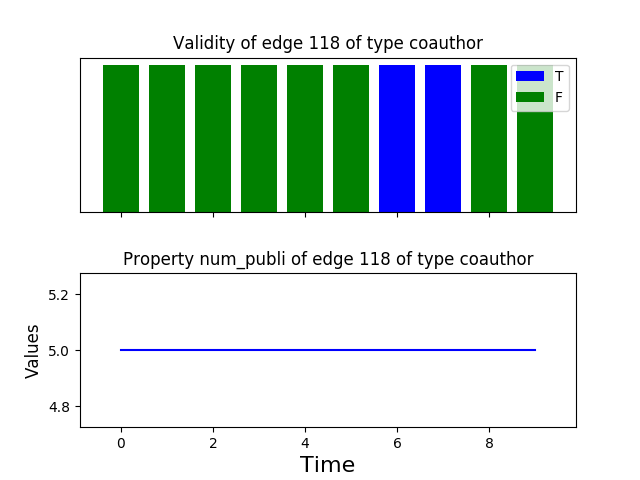 Validity of edge 118 of type coauthor
T
F
Property num_publi of edge 118 of type coauthor
5.2
5.0
4.8
Values
0 2 4 6 8
Time